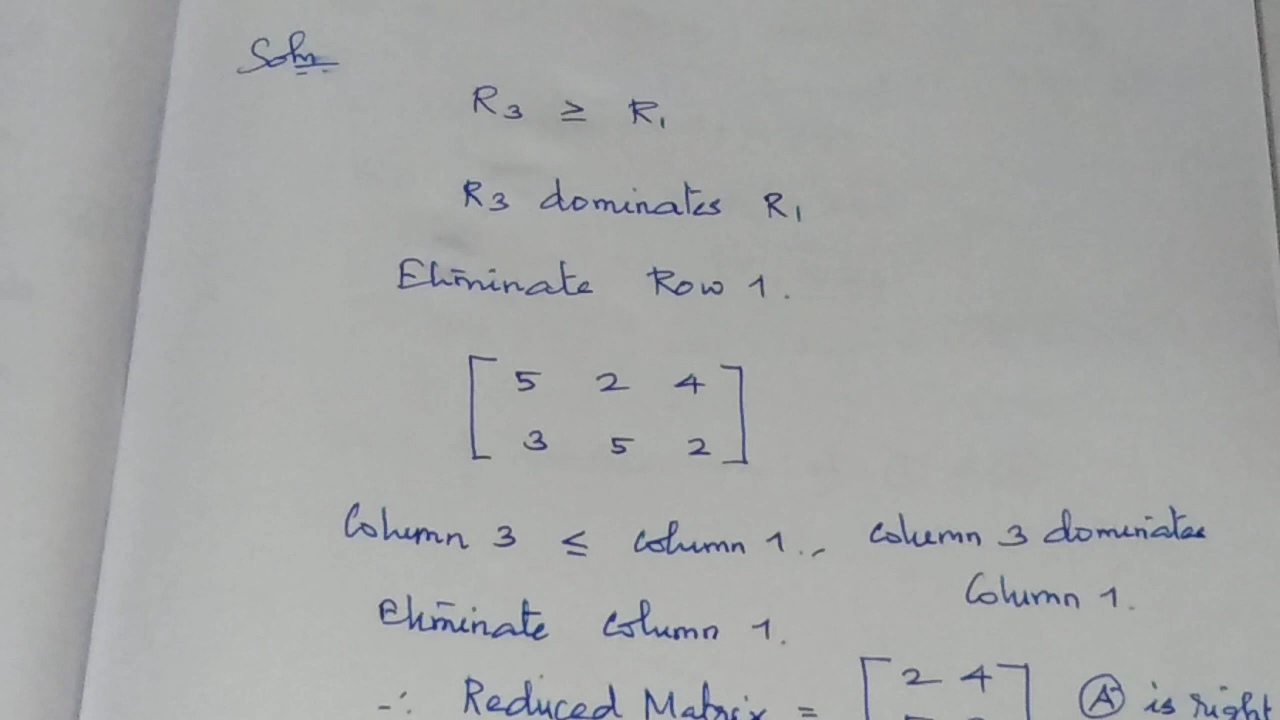 Soln
R3 ≥ R1
R3 dominates R1
Eliminate Row 1.
5 2 4
3 5 2
Column 3 ≤ column 1., column 3 dominates
Column 1.
Eliminate column 1.
∴ Reduced Matrix = [ 2 4 ] (A) is right